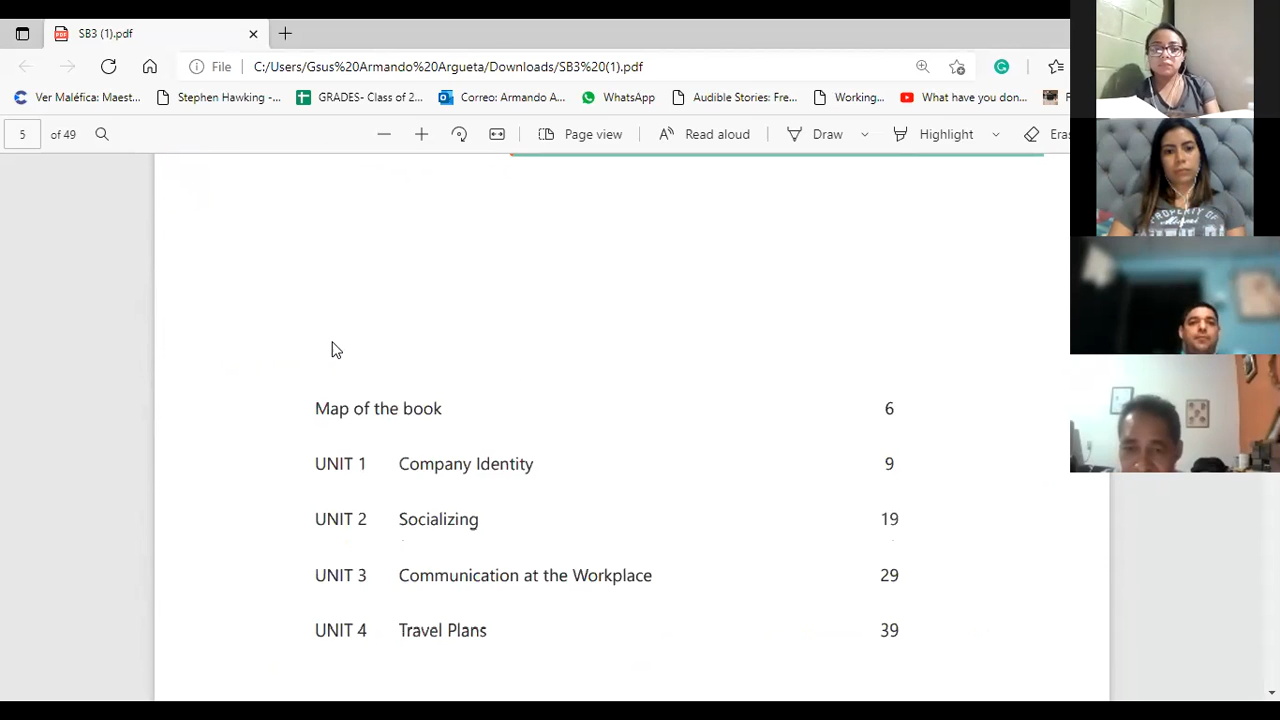 SB3 (1).pdf
File C:/Users/Gsus%20Armando%20Argueta/Downloads/SB3%20(1).pdf
Ver Maléfica: Maest... Stephen Hawking -... GRADES- Class of 2... Correo: Armando A... WhatsApp Audible Stories: Fre... Working... What have you don...
5 of 49 Page view Read aloud Draw Highlight Eras
Map of the book 6
UNIT 1 Company Identity 9
UNIT 2 Socializing 19
UNIT 3 Communication at the Workplace 29
UNIT 4 Travel Plans 39
PROPERTY OF